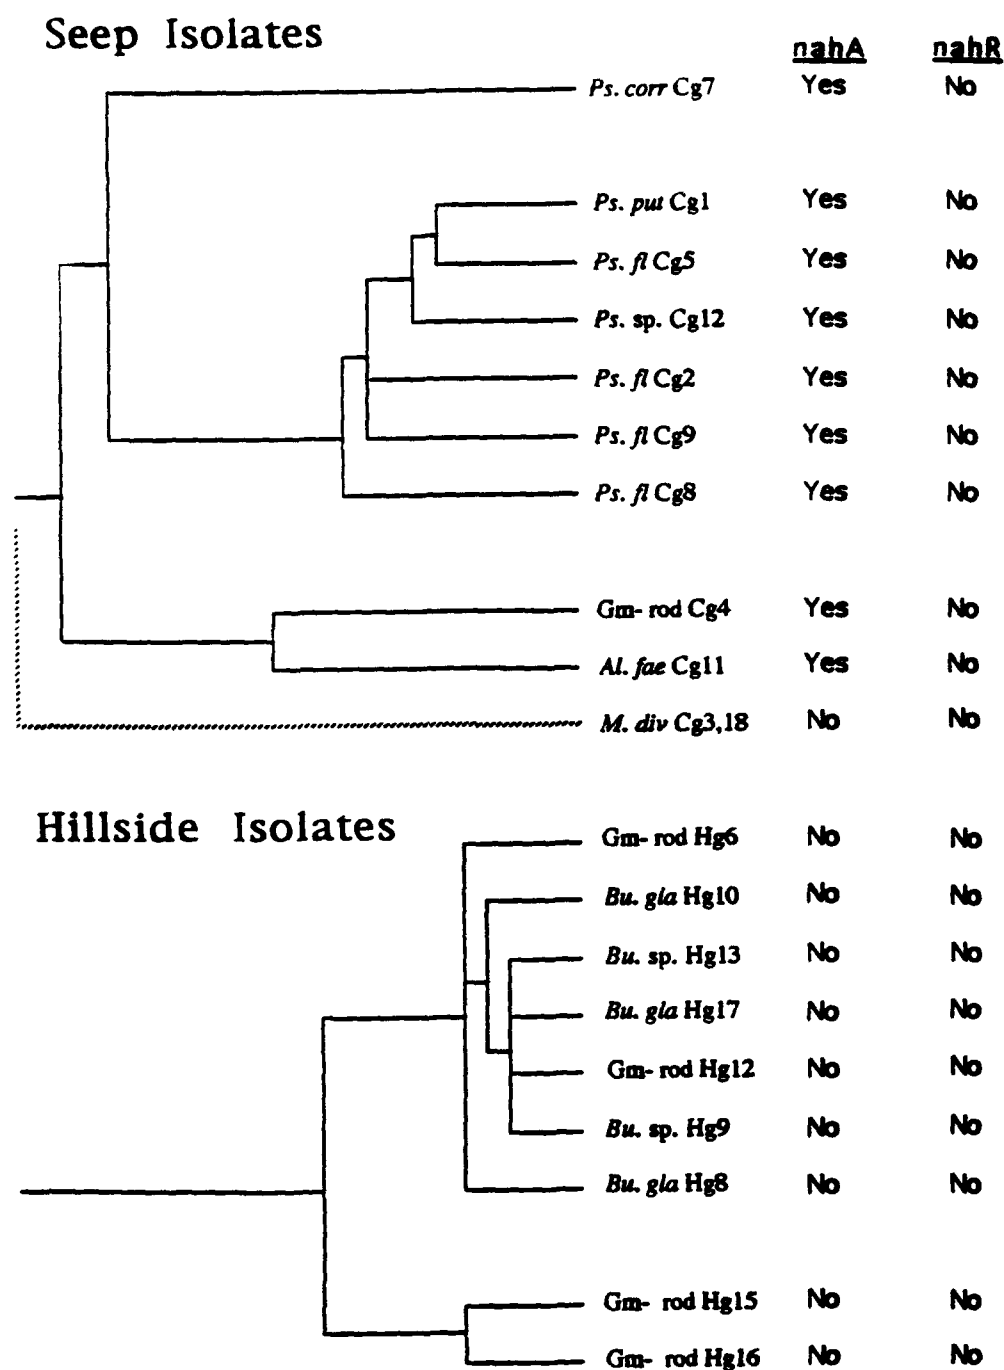 Seep Isolates
nahA nahR
Ps. corr Cg7 Yes No
Ps. put Cg1 Yes No
Ps. fl Cg5 Yes No
Ps. sp. Cg12 Yes No
Ps. fl Cg2 Yes No
Ps. fl Cg9 Yes No
Ps. fl Cg8 Yes No
Gm- rod Cg4 Yes No
Al. fae Cg11 Yes No
M. div Cg3,18 No No
Hillside Isolates
Gm- rod Hg6 No No
Bu. gla Hg10 No No
Bu. sp. Hg13 No No
Bu. gla Hg17 No No
Gm- rod Hg12 No No
Bu. sp. Hg9 No No
Bu. gla Hg8 No No
Gm- rod Hg15 No No
Gm- rod Hg16 No No